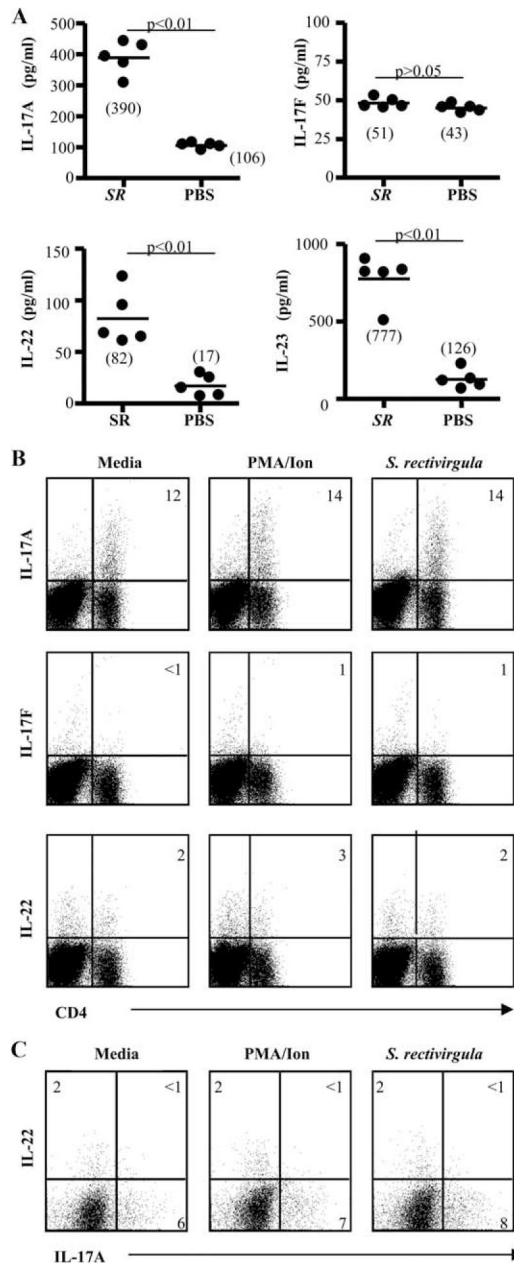 A
IL-17A (pg/ml)
500
400
300
200
100
0
p<0.01
(390)
(106)
SR PBS
IL-17F (pg/ml)
100
75
50
25
0
p>0.05
(51) (43)
SR PBS
IL-22 (pg/ml)
150
100
50
0
p<0.01
(82)
(17)
SR PBS
IL-23 (pg/ml)
1000
500
0
p<0.01
(777)
(126)
SR PBS
B
Media PMA/Ion S. rectivirgula
IL-17A
12 14 14
IL-17F
<1 1 1
IL-22
2 3 2
CD4
C
Media PMA/Ion S. rectivirgula
IL-22
2 <1 2 <1 2 <1
6 7 8
IL-17A